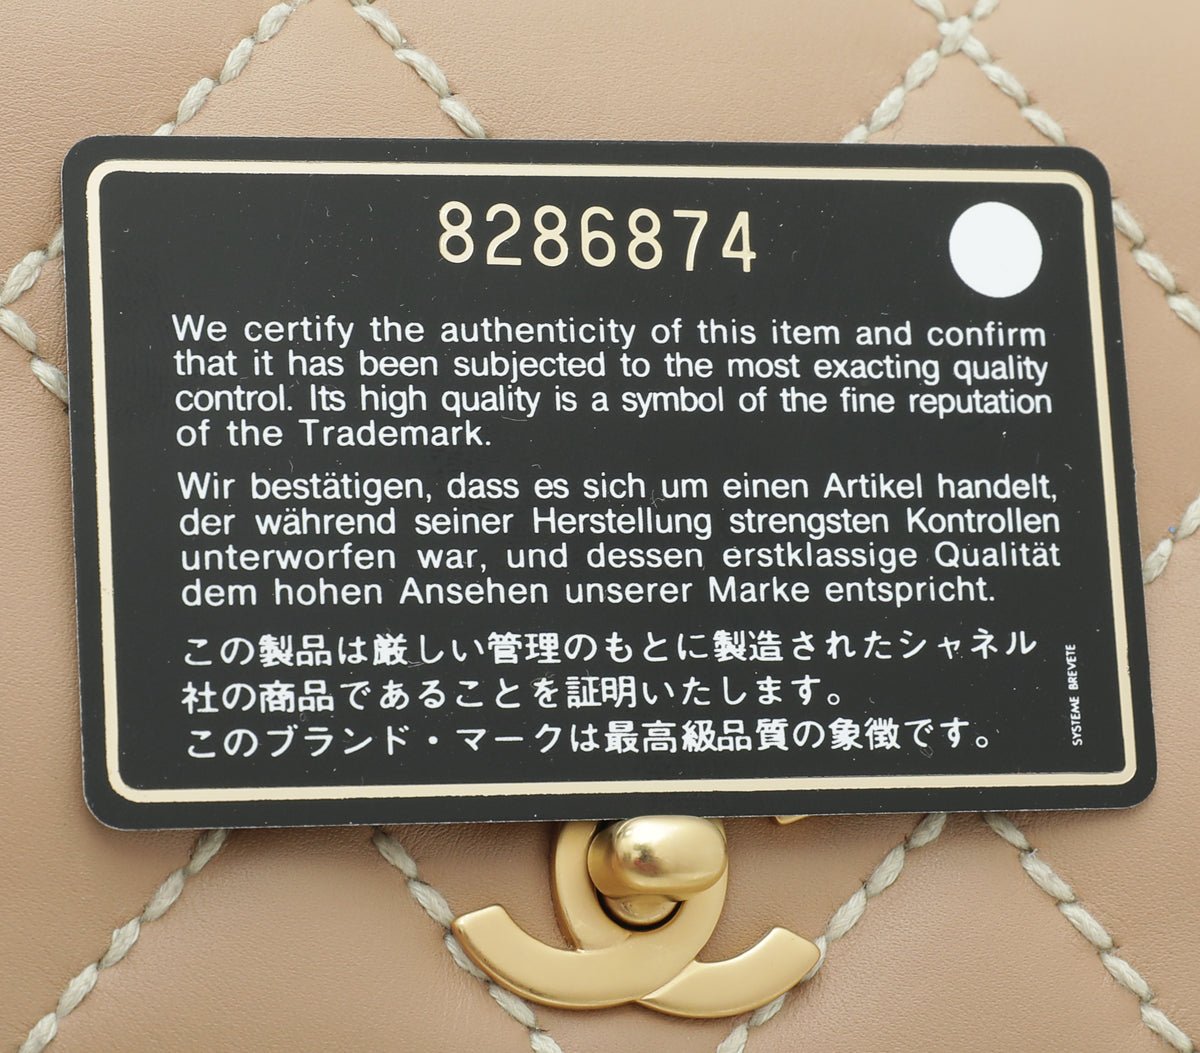 8286874
We certify the authenticity of this item and confirm
that it has been subjected to the most exacting quality
control. Its high quality is a symbol of the fine reputation
of the Trademark.
Wir bestätigen, dass es sich um einen Artikel handelt,
der während seiner Herstellung strengsten Kontrollen
unterworfen war, und dessen erstklassige Qualität
dem hohen Ansehen unserer Marke entspricht.
この製品は厳しい管理のもとに製造されたシャネル
社の商品であることを証明いたします。
このブランド・マークは最高級品質の象徴です。
SYSTEME BREVETE